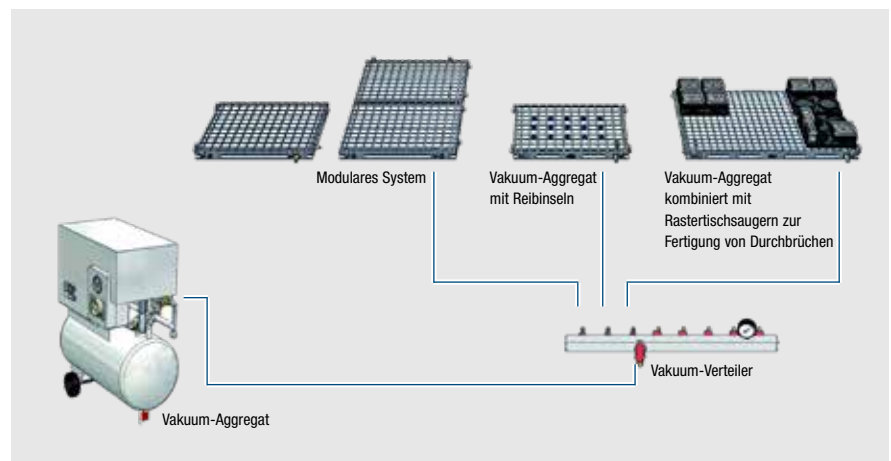 Modulares System
Vakuum-Aggregat
mit Reibinseln
Vakuum-Aggregat
kombiniert mit
Rastertischsaugern zur
Fertigung von Durchbrüchen
Vakuum-Verteiler
Vakuum-Aggregat